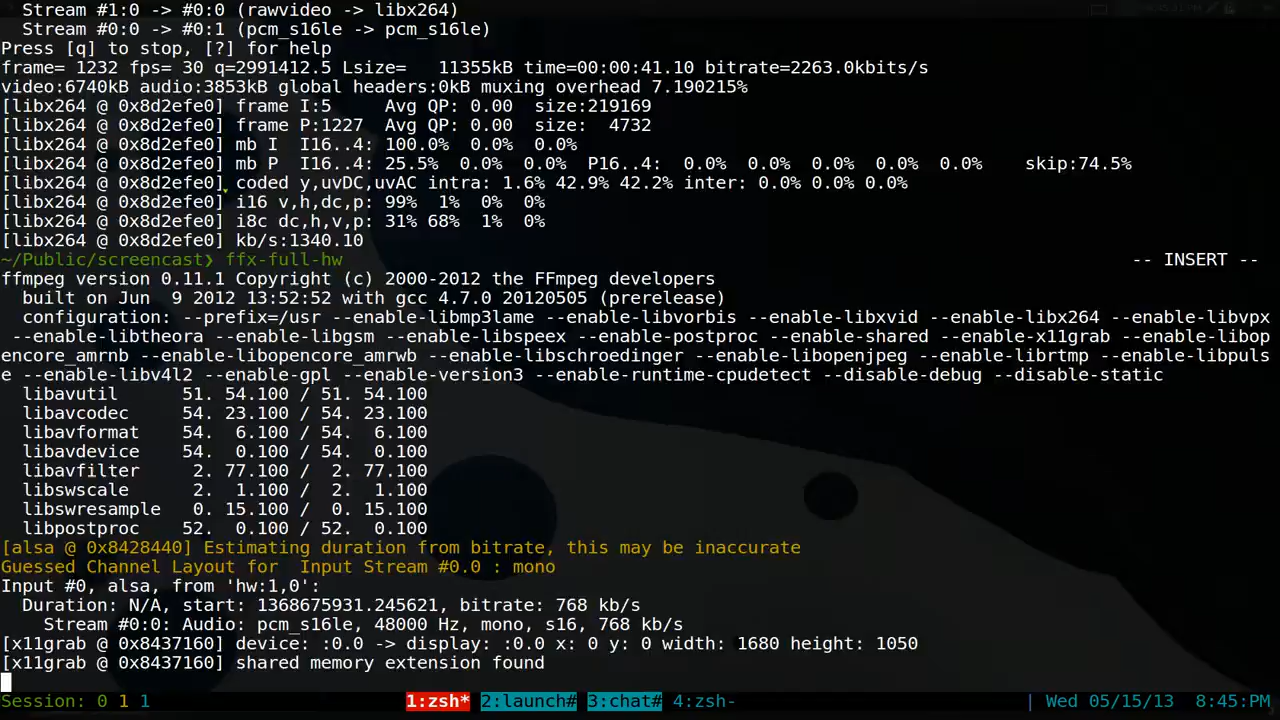 Stream #1:0 -> #0:0 (rawvideo -> libx264)
Stream #0:0 -> #0:1 (pcm_s16le -> pcm_s16le)
Press [q] to stop, [?] for help
frame= 1232 fps= 30 q=2991412.5 Lsize=   11355kB time=00:00:41.10 bitrate=2263.0kbits/s
video:6740kB audio:3853kB global headers:0kB muxing overhead 7.190215%
[libx264 @ 0x8d2efe0] frame I:5     Avg QP: 0.00  size:219169
[libx264 @ 0x8d2efe0] frame P:1227  Avg QP: 0.00  size:  4732
[libx264 @ 0x8d2efe0] mb I  I16..4: 100.0%  0.0%  0.0%
[libx264 @ 0x8d2efe0] mb P  I16..4: 25.5%  0.0%  0.0%  P16..4:  0.0%  0.0%  0.0%  0.0%  0.0%    skip:74.5%
[libx264 @ 0x8d2efe0] coded y,uvDC,uvAC intra: 1.6% 42.9% 42.2% inter: 0.0% 0.0% 0.0%
[libx264 @ 0x8d2efe0] i16 v,h,dc,p: 99%  1%  0%  0%
[libx264 @ 0x8d2efe0] i8c dc,h,v,p: 31% 68%  1%  0%
[libx264 @ 0x8d2efe0] kb/s:1340.10
~/Public/screencast❯ ffx-full-hw -- INSERT --
ffmpeg version 0.11.1 Copyright (c) 2000-2012 the FFmpeg developers
built on Jun  9 2012 13:52:52 with gcc 4.7.0 20120505 (prerelease)
configuration: --prefix=/usr --enable-libmp3lame --enable-libvorbis --enable-libxvid --enable-libx264 --enable-libvpx
--enable-libtheora --enable-libgsm --enable-libspeex --enable-postproc --enable-shared --enable-x11grab --enable-libop
encore_amrnb --enable-libopencore_amrwb --enable-libschroedinger --enable-libopenjpeg --enable-librtmp --enable-libpuls
e --enable-libv4l2 --enable-gpl --enable-version3 --enable-runtime-cpudetect --disable-debug --disable-static
libavutil      51. 54.100 / 51. 54.100
libavcodec     54. 23.100 / 54. 23.100
libavformat    54.  6.100 / 54.  6.100
libavdevice    54.  0.100 / 54.  0.100
libavfilter     2. 77.100 /  2. 77.100
libswscale      2.  1.100 /  2.  1.100
libswresample   0. 15.100 /  0. 15.100
libpostproc    52.  0.100 / 52.  0.100
[alsa @ 0x8428440] Estimating duration from bitrate, this may be inaccurate
Guessed Channel Layout for  Input Stream #0.0 : mono
Input #0, alsa, from 'hw:1,0':
Duration: N/A, start: 1368675931.245621, bitrate: 768 kb/s
Stream #0:0: Audio: pcm_s16le, 48000 Hz, mono, s16, 768 kb/s
[x11grab @ 0x8437160] device: :0.0 -> display: :0.0 x: 0 y: 0 width: 1680 height: 1050
[x11grab @ 0x8437160] shared memory extension found
Session: 0 1 1 1:zsh* 2:launch# 3:chat# 4:zsh- | Wed 05/15/13  8:45:PM